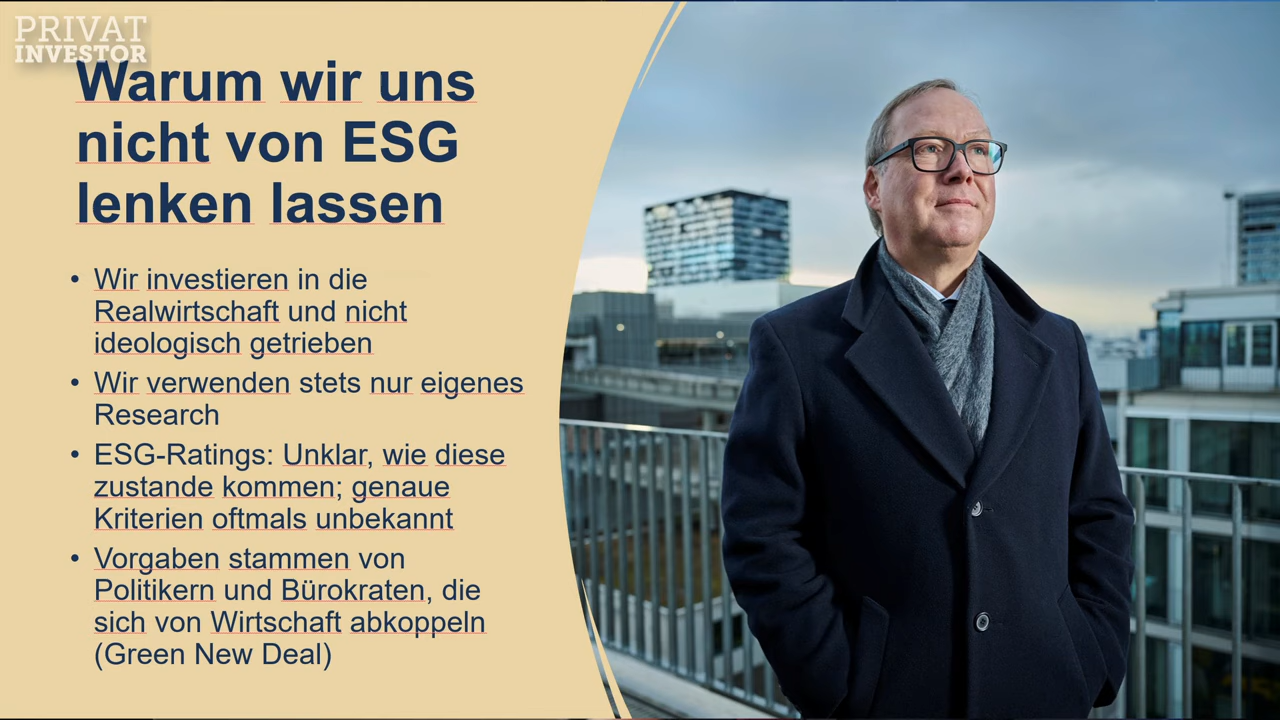 PRIVAT
INVESTOR
Warum wir uns
nicht von ESG
lenken lassen
• Wir investieren in die
Realwirtschaft und nicht
ideologisch getrieben
• Wir verwenden stets nur eigenes
Research
• ESG-Ratings: Unklar, wie diese
zustande kommen; genaue
Kriterien oftmals unbekannt
• Vorgaben stammen von
Politikern und Bürokraten, die
sich von Wirtschaft abkoppeln
(Green New Deal)